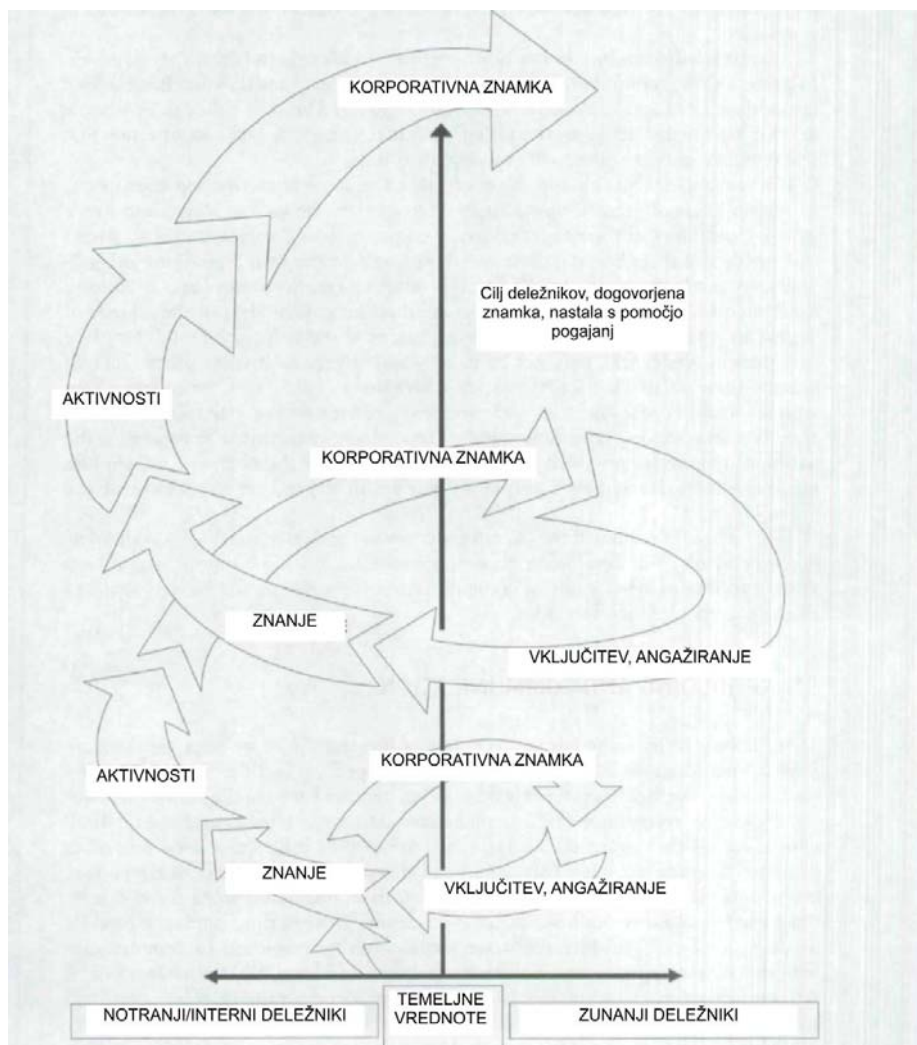 KORPORATIVNA ZNAMKA
Cilj deležnikov, dogovorjena
znamka, nastala s pomočjo
pogajanj
AKTIVNOSTI
KORPORATIVNA ZNAMKA
ZNANJE
VKLJUČITEV, ANGAŽIRANJE
KORPORATIVNA ZNAMKA
AKTIVNOSTI
ZNANJE
VKLJUČITEV, ANGAŽIRANJE
NOTRANJI/INTERNI DELEŽNIKI
TEMELJNE
VREDNOTE
ZUNANJI DELEŽNIKI